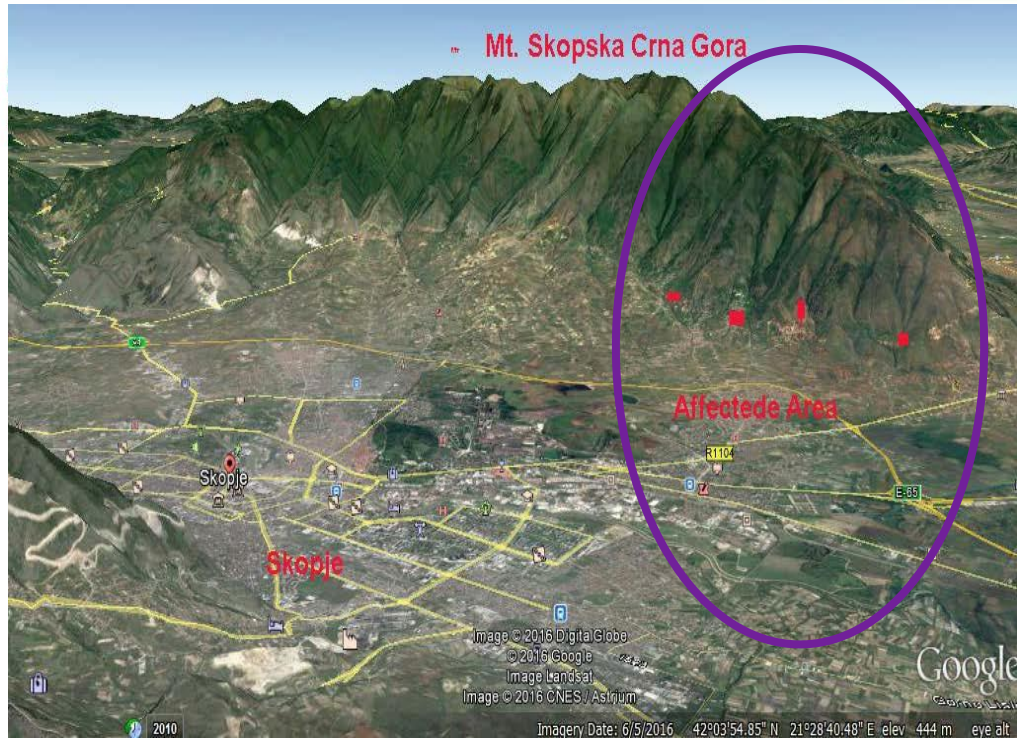 Mt. Skopska Crna Gora
Affectede Area
R1104
E-65
Skopje
Skopje
Image © 2016 DigitalGlobe
© 2016 Google
Image Landsat
Image © 2016 CNES / Astrium
Google
2010
Imagery Date: 6/5/2016 42°03'54.85" N 21°28'40.48" E elev 444 m eye alt